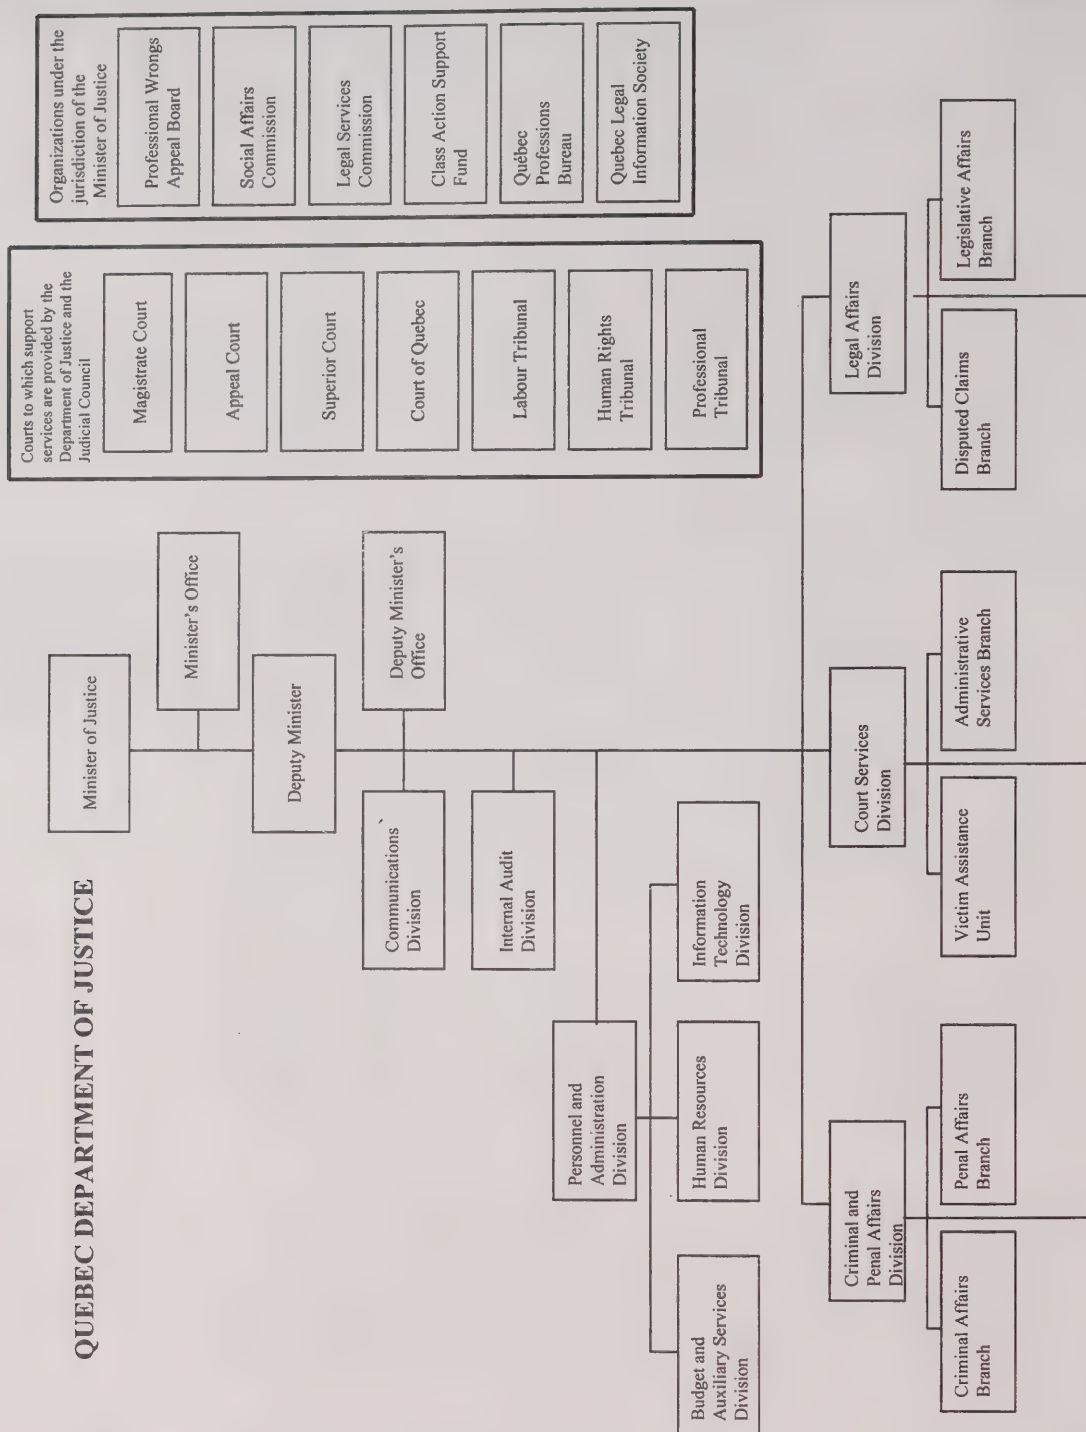 QUEBEC DEPARTMENT OF JUSTICE
Minister of Justice
Minister's Office
Deputy Minister
Deputy Minister's
Office
Communications`
Division
Internal Audit
Division
Personnel and
Administration
Division
Budget and
Auxiliary Services
Division
Human Resources
Division
Information
Technology
Division
Criminal and
Penal Affairs
Division
Criminal Affairs
Branch
Penal Affairs
Branch
Court Services
Division
Victim Assistance
Unit
Administrative
Services Branch
Legal Affairs
Division
Disputed Claims
Branch
Legislative Affairs
Branch
Courts to which support
services are provided by the
Department of Justice and the
Judicial Council
Magistrate Court
Appeal Court
Superior Court
Court of Quebec
Labour Tribunal
Human Rights
Tribunal
Professional
Tribunal
Organizations under the
jurisdiction of the
Minister of Justice
Professional Wrongs
Appeal Board
Social Affairs
Commission
Legal Services
Commission
Class Action Support
Fund
Québec
Professions
Bureau
Quebec Legal
Information Society